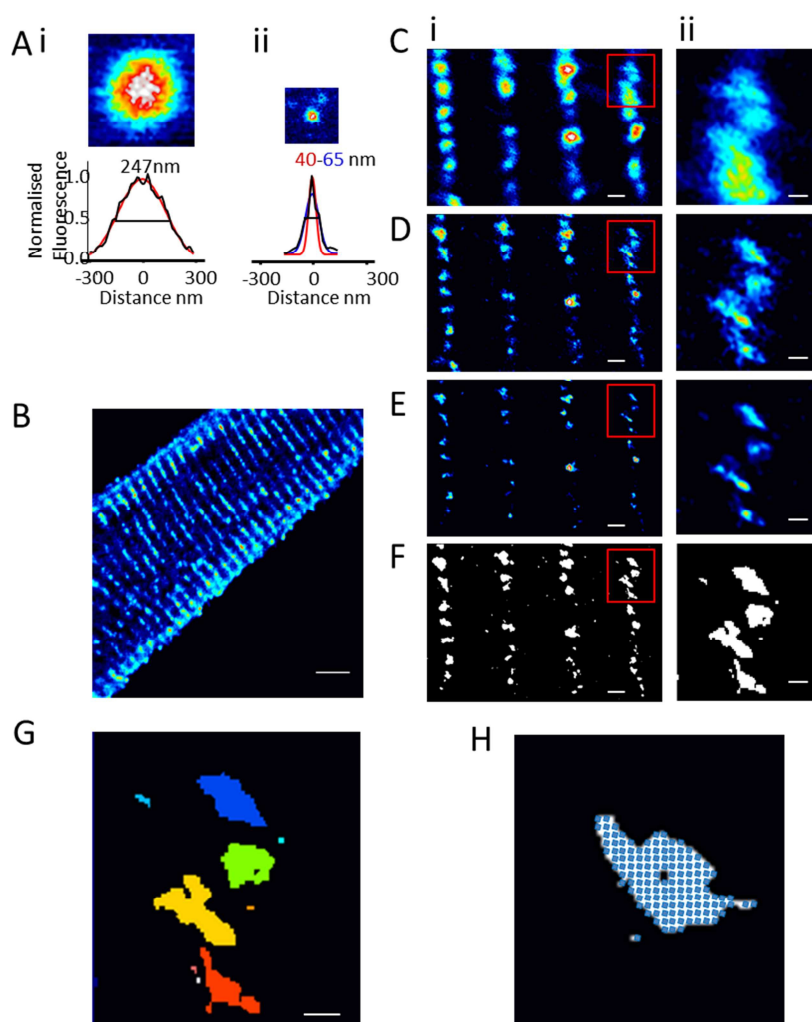 A i ii
247nm
40-65 nm
Normalised
Fluorescence
1.0
0.5
0.0
-300 0 300
Distance nm
-300 0 300
Distance nm
B
C i ii
D
E
F
G
H